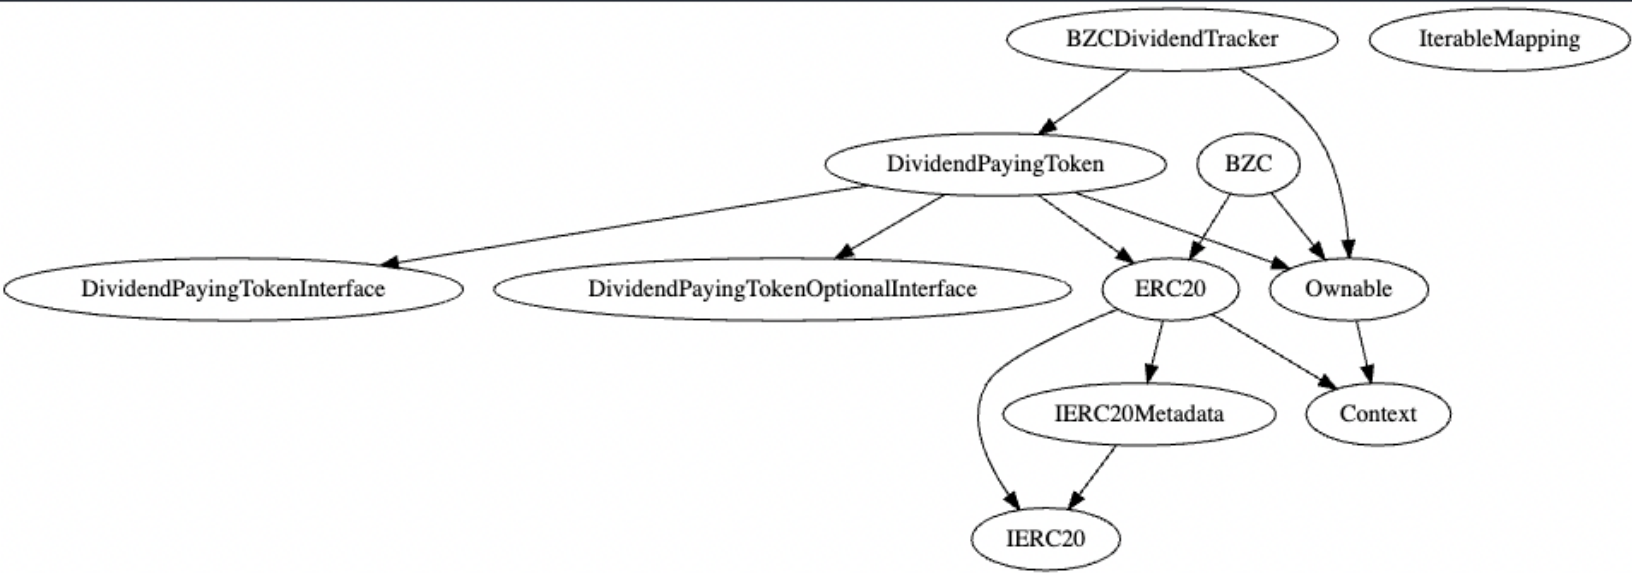 BZCDividendTracker
IterableMapping
DividendPayingToken
BZC
DividendPayingTokenInterface
DividendPayingTokenOptionalInterface
ERC20
Ownable
IERC20Metadata
Context
IERC20